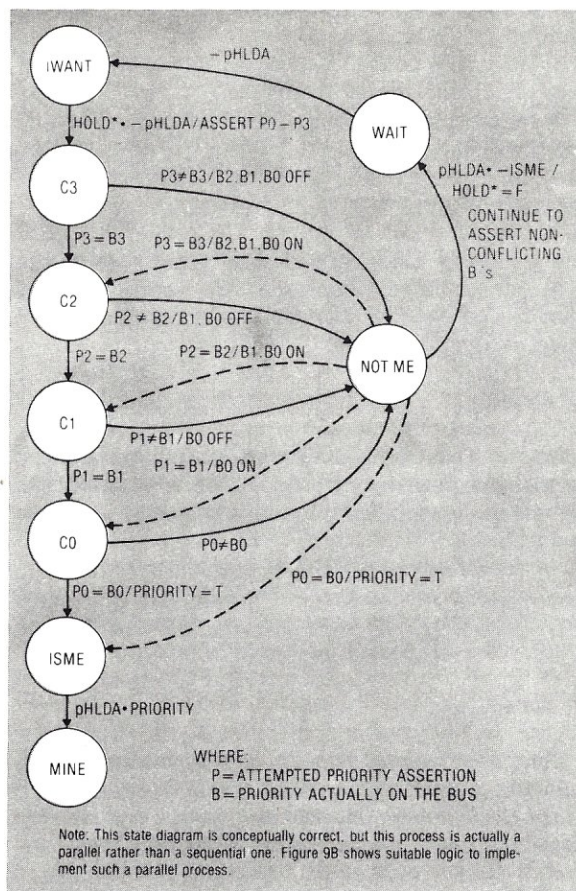 – pHLDA
IWANT
WAIT
HOLD* • – pHLDA/ASSERT P0 – P3
pHLDA • – ISME /
HOLD* = F
CONTINUE TO
ASSERT NON-
CONFLICTING
B's
C3
P3≠B3/B2,B1,B0 OFF
P3 = B3
P3 = B3/B2,B1,B0 ON
C2
P2 ≠ B2/B1,B0 OFF
P2 = B2
P2 = B2/B1,B0 ON
NOT ME
C1
P1≠B1/B0 OFF
P1 = B1
P1 = B1/B0 ON
C0
P0≠B0
P0 = B0/PRIORITY = T
P0 = B0/PRIORITY = T
ISME
pHLDA • PRIORITY
MINE
WHERE:
P = ATTEMPTED PRIORITY ASSERTION
B = PRIORITY ACTUALLY ON THE BUS
Note: This state diagram is conceptually correct, but this process is actually a
parallel rather than a sequential one. Figure 9B shows suitable logic to imple-
ment such a parallel process.